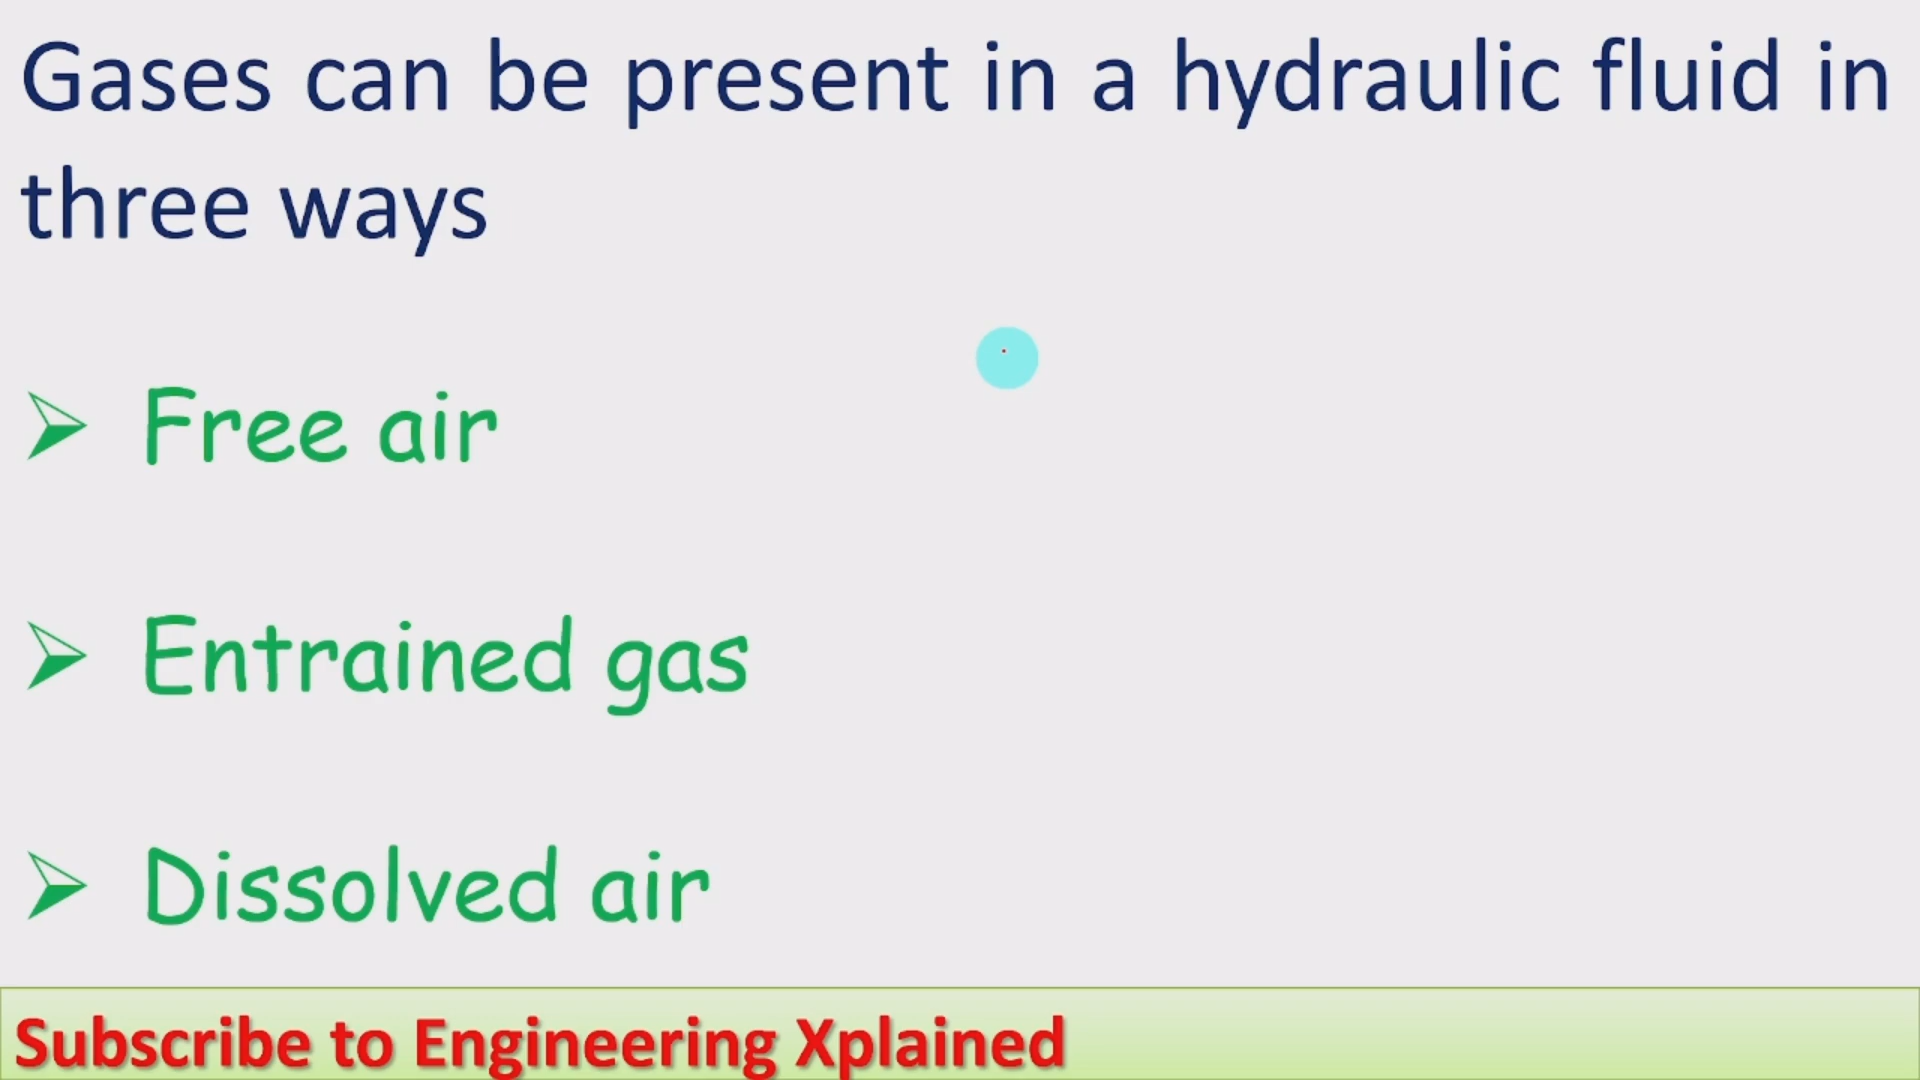 Gases can be present in a hydraulic fluid in
three ways
Free air
Entrained gas
Dissolved air
Subscribe to Engineering Xplained